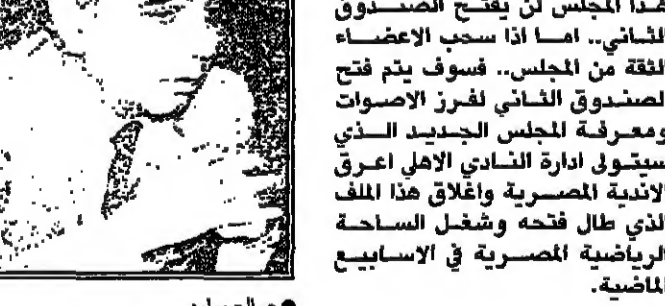 هذا المجلس لن يفتح الصندوق
الثاني.. اما اذا سحب الاعضاء
الثقة من المجلس.. فسوف يتم فتح
لصندوق الثاني لفرز الاصوات
ومعرفة المجلس الجديد الذي
سيتولى ادارة النادي الاهلي اعرق
الاندية المصرية واغلاق هذا الملف
لذي طال فتحه وشغل الساحة
الرياضية المصرية في الاسابيع
الماضية.